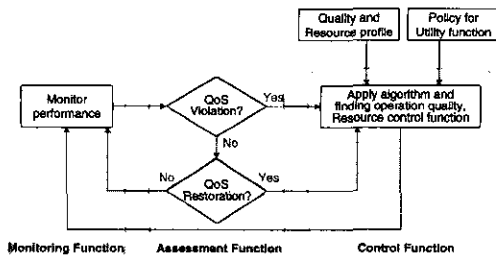 Quality and
Resource profile
Policy for
Utility function
Monitor
performance
QoS
Violation?
Yes
Apply algorithm and
finding operation quality,
Resource control function
No
No
QoS
Restoration?
Yes
Monitoring Function
Assessment Function
Control Function